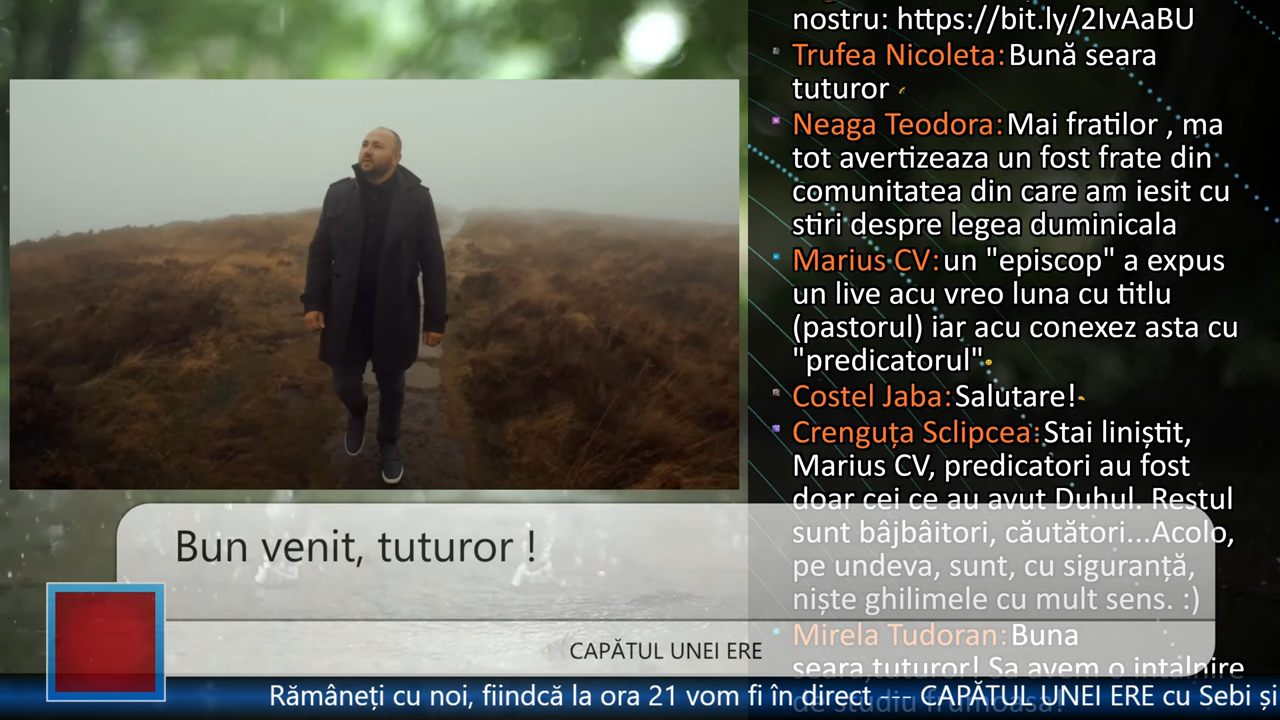 nostru: https://bit.ly/2IvAaBU
Trufea Nicoleta: Bună seara
tuturor
Neaga Teodora: Mai fratilor , ma
tot avertizeaza un fost frate din
comunitatea din care am iesit cu
stiri despre legea duminicala
Marius CV: un "episcop" a expus
un live acu vreo luna cu titlu
(pastorul) iar acu conexez asta cu
"predicatorul"
Costel Jaba: Salutare!
Crenguța Sclipcea: Stai liniștit,
Marius CV, predicatori au fost
doar cei ce au avut Duhul. Restul
sunt bâjbâitori, căutători...Acolo,
pe undeva, sunt, cu siguranță,
niște ghilimele cu mult sens. :)
Mirela Tudoran: Buna
seara,tuturor! Sa avem o intalnire
de studiu frumoasa!
Bun venit, tuturor !
CAPĂTUL UNEI ERE
Rămâneți cu noi, fiindcă la ora 21 vom fi în direct --- CAPĂTUL UNEI ERE cu Sebi și